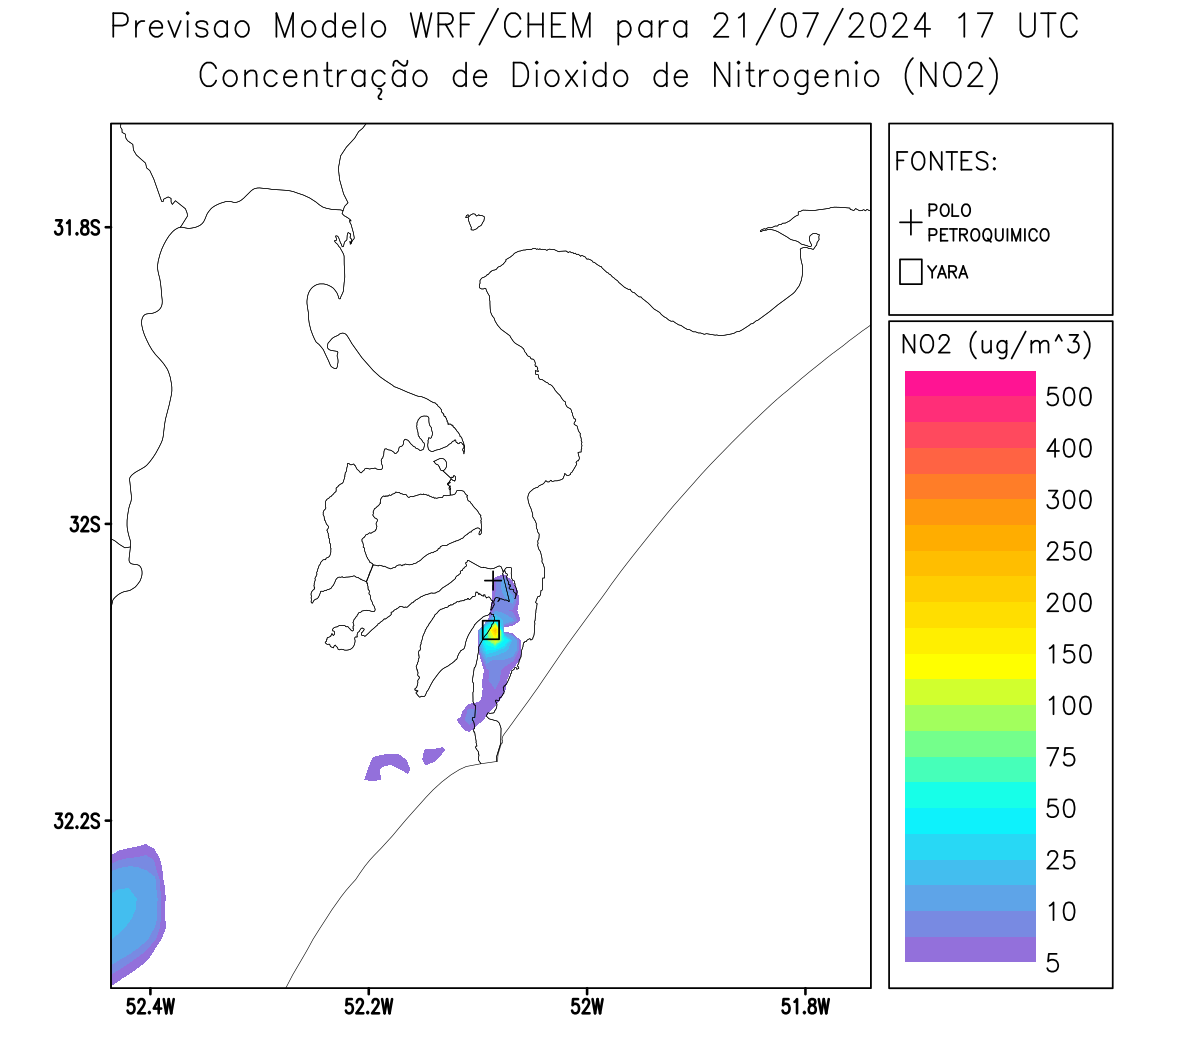 Previsao Modelo WRF/CHEM para 21/07/2024 17 UTC
Concentração de Dioxido de Nitrogenio (NO2)
FONTES:
POLO
PETROQUIMICO
YARA
NO2 (ug/m^3)
500
400
300
250
200
150
100
75
50
25
10
5
31.8S
32S
32.2S
52.4W
52.2W
52W
51.8W